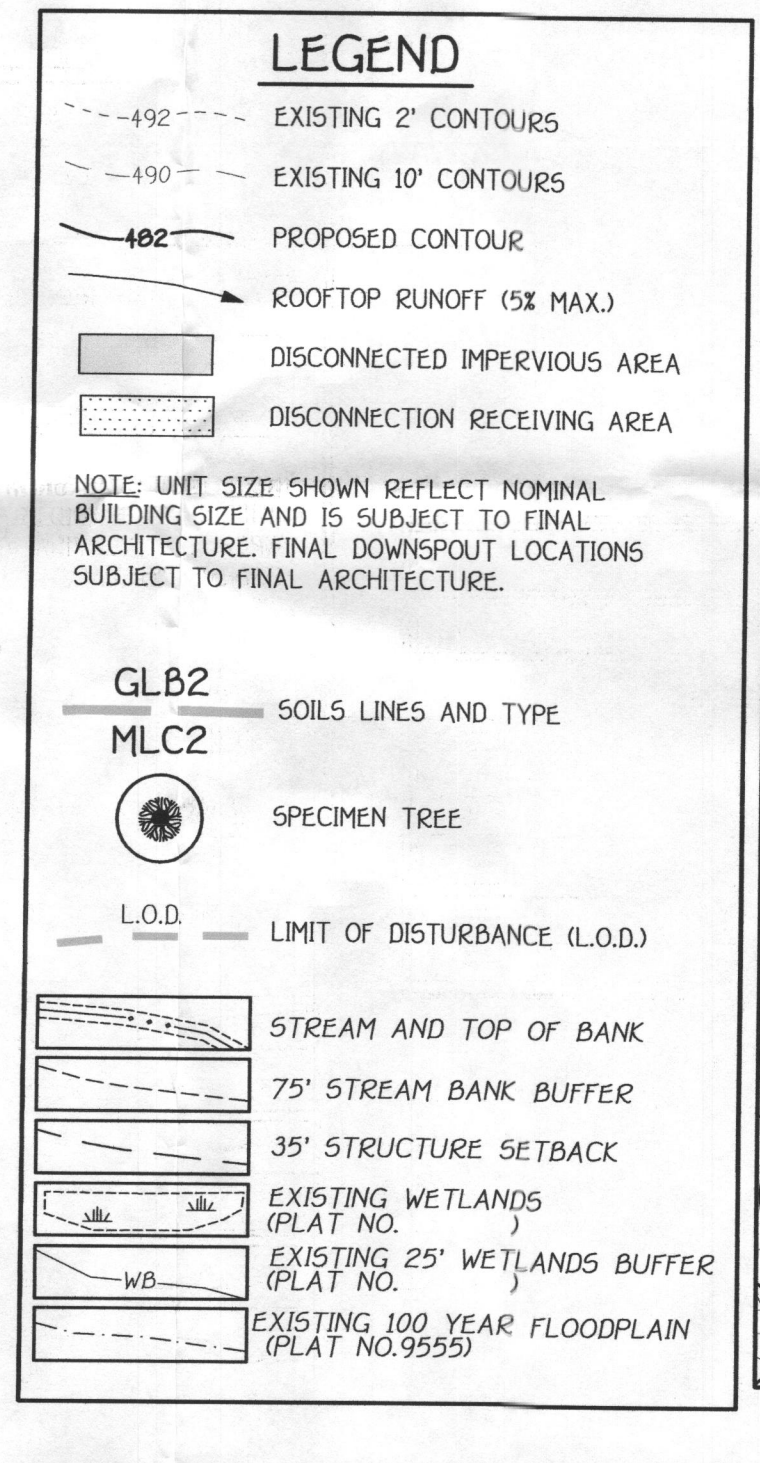 LEGEND
492 EXISTING 2' CONTOURS
490 EXISTING 10' CONTOURS
482 PROPOSED CONTOUR
ROOFTOP RUNOFF (5% MAX.)
DISCONNECTED IMPERVIOUS AREA
DISCONNECTION RECEIVING AREA
NOTE: UNIT SIZE SHOWN REFLECT NOMINAL
BUILDING SIZE AND IS SUBJECT TO FINAL
ARCHITECTURE. FINAL DOWNSPOUT LOCATIONS
SUBJECT TO FINAL ARCHITECTURE.
GLB2
SOILS LINES AND TYPE
MLC2
SPECIMEN TREE
L.O.D.
LIMIT OF DISTURBANCE (L.O.D.)
STREAM AND TOP OF BANK
75' STREAM BANK BUFFER
35' STRUCTURE SETBACK
EXISTING WETLANDS
(PLAT NO. )
EXISTING 25' WETLANDS BUFFER
WB (PLAT NO. )
EXISTING 100 YEAR FLOODPLAIN
(PLAT NO.9555)